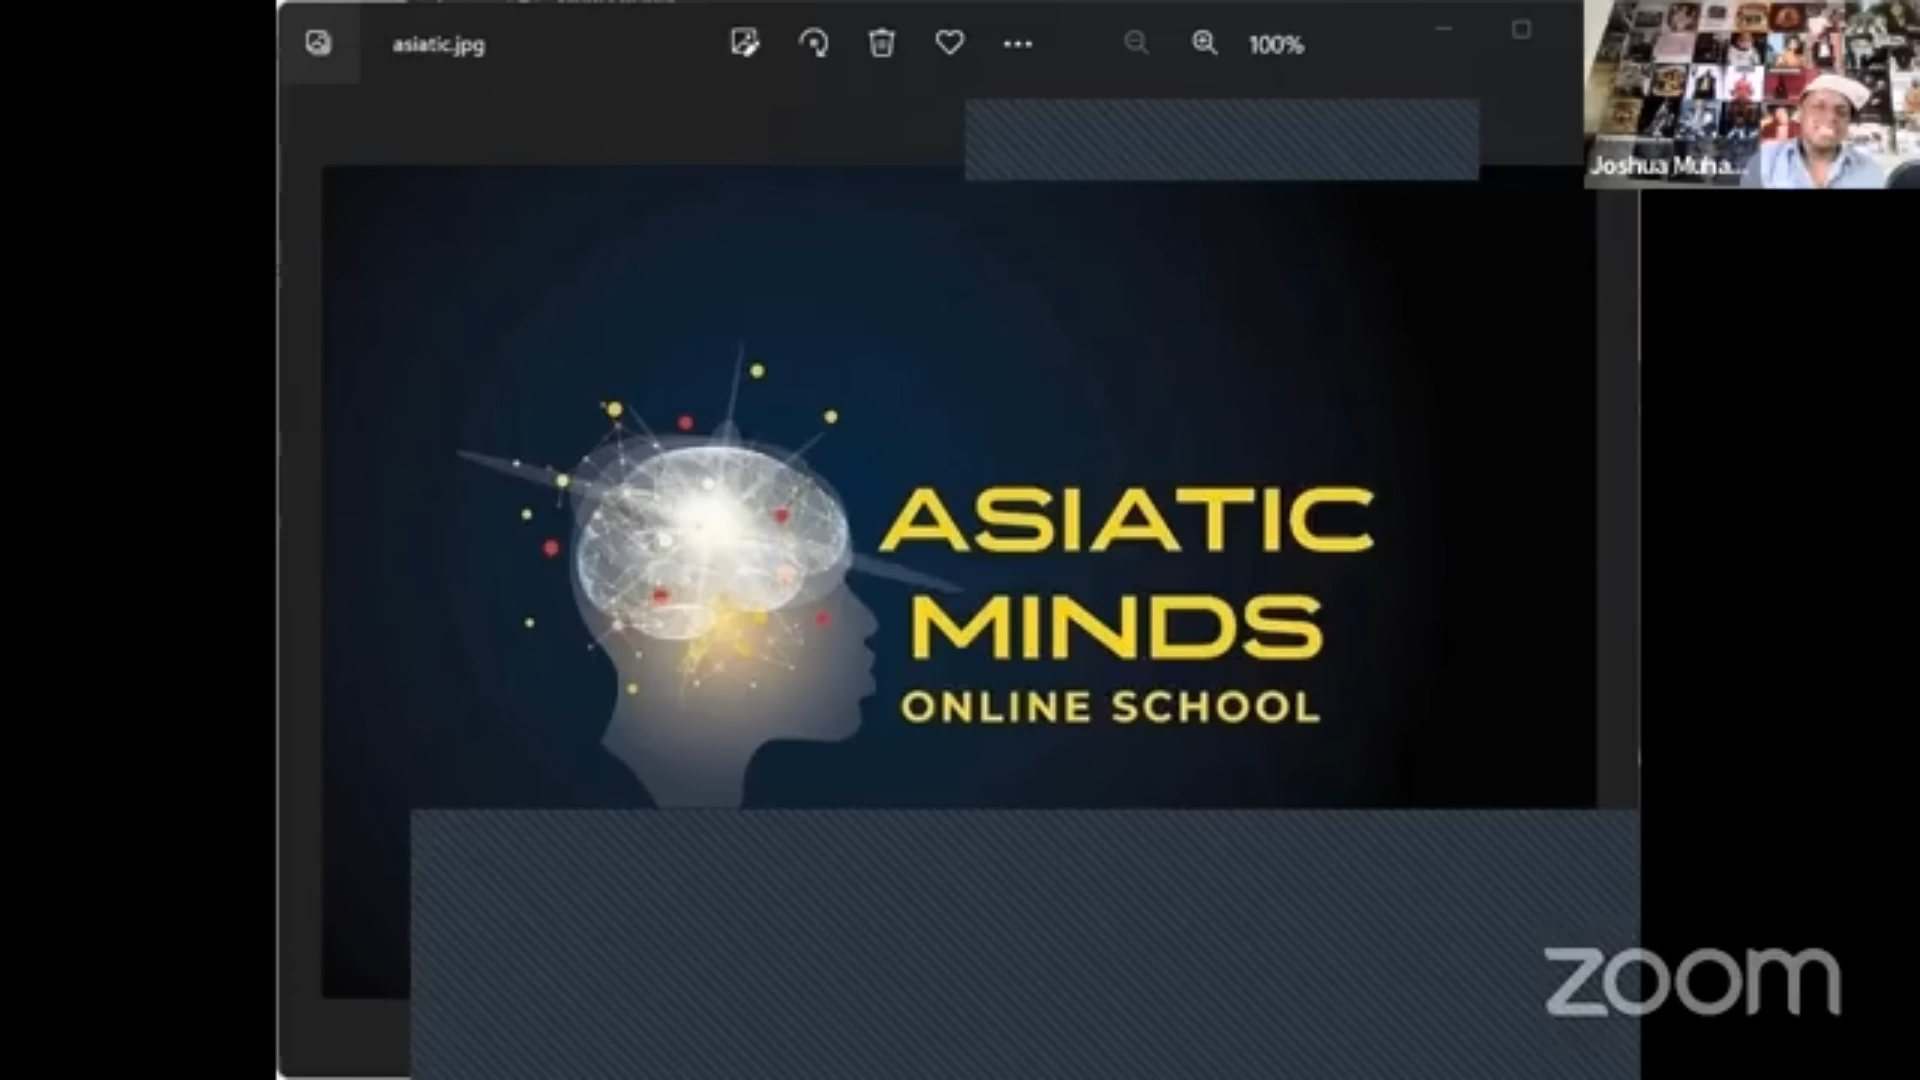 asiatic.jpg
100%
Joshua Muha...
ASIATIC
MINDS
ONLINE SCHOOL
zoom